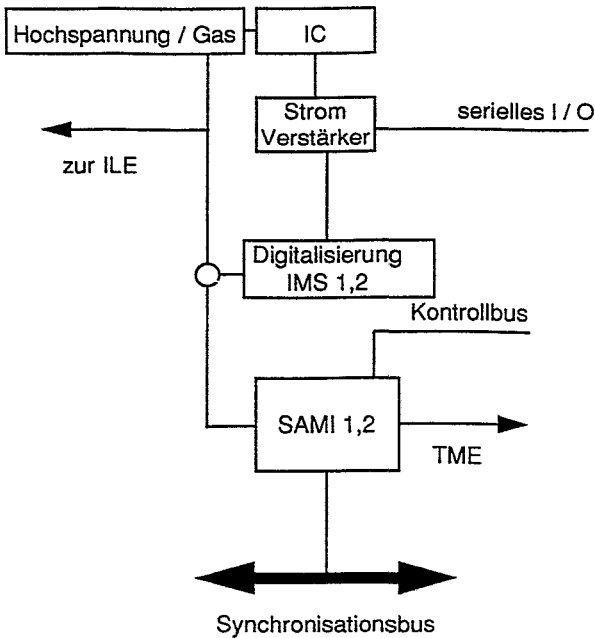 Hochspannung / Gas
IC
Strom
Verstärker
serielles I / O
zur ILE
Digitalisierung
IMS 1,2
Kontrollbus
SAMI 1,2
TME
Synchronisationsbus